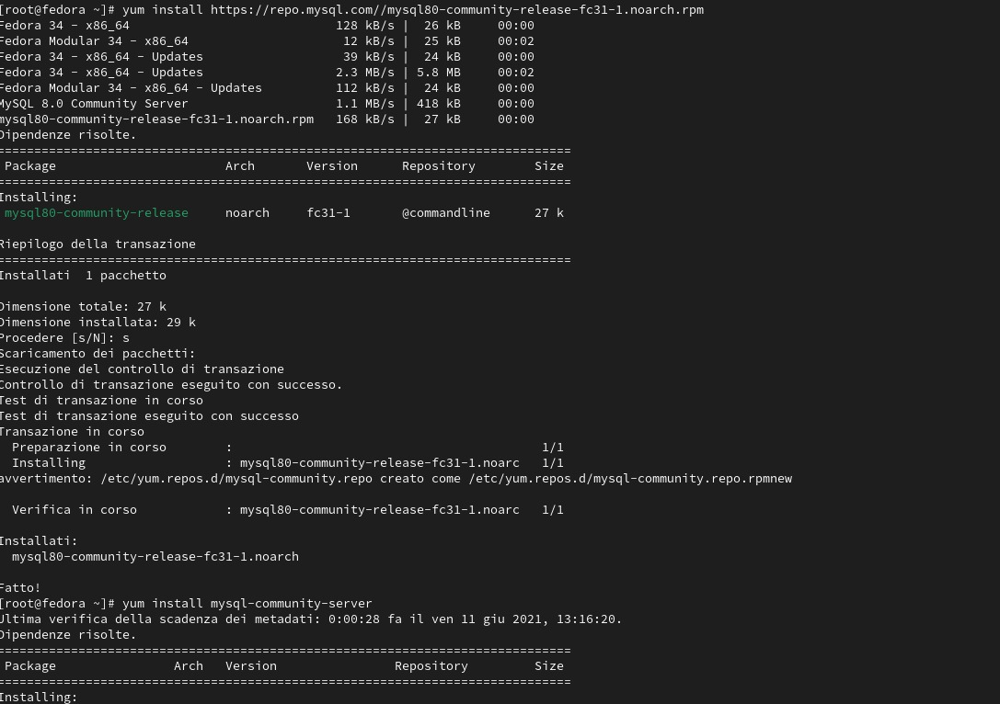 [root@fedora ~]# yum install https://repo.mysql.com//mysql80-community-release-fc31-1.noarch.rpm
Fedora 34 - x86_64                            128 kB/s |  26 kB     00:00
Fedora Modular 34 - x86_64                     12 kB/s |  25 kB     00:02
Fedora 34 - x86_64 - Updates                   39 kB/s |  24 kB     00:00
Fedora 34 - x86_64 - Updates                  2.3 MB/s | 5.8 MB     00:02
Fedora Modular 34 - x86_64 - Updates          112 kB/s |  24 kB     00:00
MySQL 8.0 Community Server                    1.1 MB/s | 418 kB     00:00
mysql80-community-release-fc31-1.noarch.rpm   168 kB/s |  27 kB     00:00
Dipendenze risolte.
==============================================================================
 Package                       Arch       Version      Repository        Size
==============================================================================
Installing:
 mysql80-community-release     noarch     fc31-1       @commandline      27 k

Riepilogo della transazione
==============================================================================
Installati  1 pacchetto

Dimensione totale: 27 k
Dimensione installata: 29 k
Procedere [s/N]: s
Scaricamento dei pacchetti:
Esecuzione del controllo di transazione
Controllo di transazione eseguito con successo.
Test di transazione in corso
Test di transazione eseguito con successo
Transazione in corso
  Preparazione in corso        :                                          1/1
  Installing                   : mysql80-community-release-fc31-1.noarc   1/1
avvertimento: /etc/yum.repos.d/mysql-community.repo creato come /etc/yum.repos.d/mysql-community.repo.rpmnew

  Verifica in corso            : mysql80-community-release-fc31-1.noarc   1/1

Installati:
  mysql80-community-release-fc31-1.noarch

Fatto!
[root@fedora ~]# yum install mysql-community-server
Ultima verifica della scadenza dei metadati: 0:00:28 fa il ven 11 giu 2021, 13:16:20.
Dipendenze risolte.
==============================================================================
 Package                Arch   Version                Repository         Size
==============================================================================
Installing: